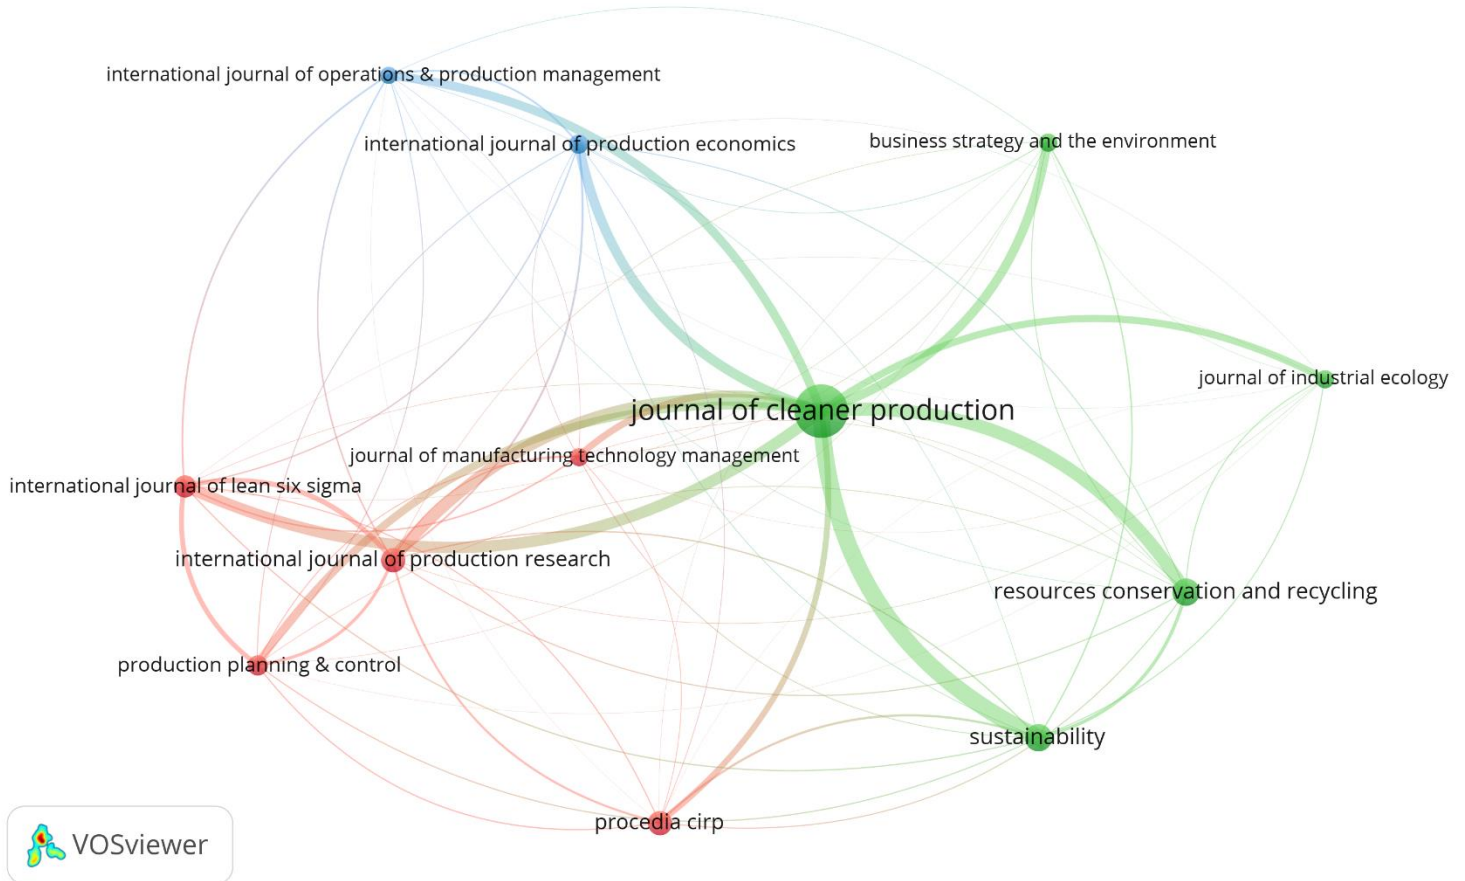 international journal of operations & production management
international journal of production economics
business strategy and the environment
journal of industrial ecology
journal of cleaner production
journal of manufacturing technology management
international journal of lean six sigma
international journal of production research
resources conservation and recycling
production planning & control
sustainability
procedia cirp
VOSviewer